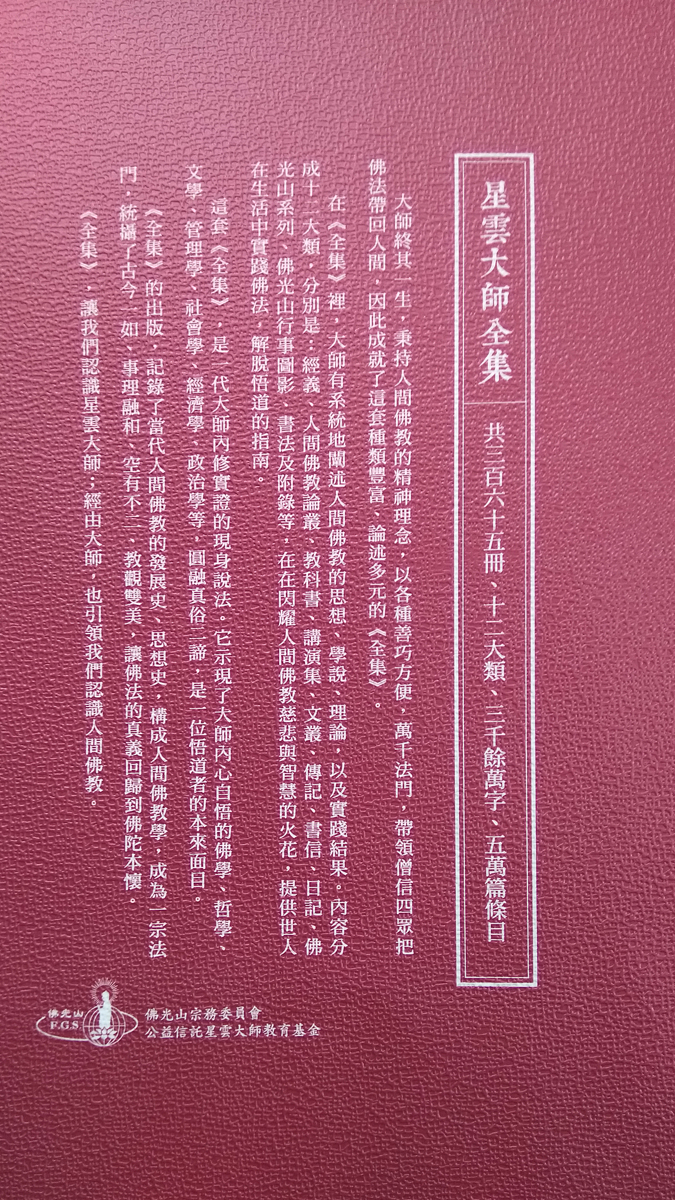 星雲大師全集 共三百六十五冊、十二大類、三千餘萬字、五萬篇條目
大師終其一生，秉持人間佛教的精神理念，以各種善巧方便，萬千法門，帶領僧信四眾把
佛法帶回人間，因此成就了這套種類豐富、論述多元的《全集》。
在《全集》裡，大師有系統地闡述人間佛教的思想、學說、理論，以及實踐結果。內容分
成十二大類，分別是：經義、人間佛教論叢、教科書、講演集、文叢、傳記、書信、日記、佛
光山系列、佛光山行事圖影、書法及附錄等，在在閃耀人間佛教慈悲與智慧的火花，提供世人
在生活中實踐佛法，解脫悟道的指南。
這套《全集》，是一代大師內修實證的現身說法。它示現了大師內心自悟的佛學、哲學、
文學、管理學、社會學、經濟學、政治學等，圓融真俗二諦，是一位悟道者的本來面目。
《全集》的出版，記錄了當代人間佛教的發展史、思想史，構成人間佛教學，成為一宗法
門，統攝了古今一如、事理融和、空有不二、教觀雙美，讓佛法的真義回歸到佛陀本懷。
《全集》，讓我們認識星雲大師；經由大師，也引領我們認識人間佛教。
佛光山
F.G.S.
佛光山宗務委員會
公益信託星雲大師教育基金